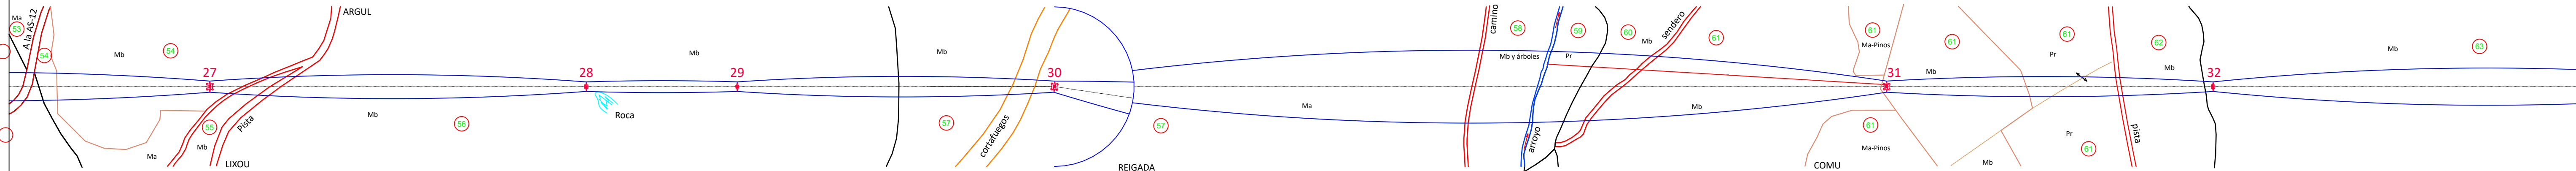 Ma
53
A la AS-12
54
Mb
54
27
ARGUL
55
Mb
Ma
LIXOU
Pista
Mb
56
28
Roca
Mb
29
Mb
57
cortafuegos
30
REIGADA
57
Ma
camino
58
Mb y árboles
arroyo
59
Pr
60
Mb
sendero
61
Mb
61
Ma-Pinos
31
Mb
61
Ma-Pinos
COMU
61
61
Pr
Mb
Pr
61
pista
62
Mb
32
Mb
63